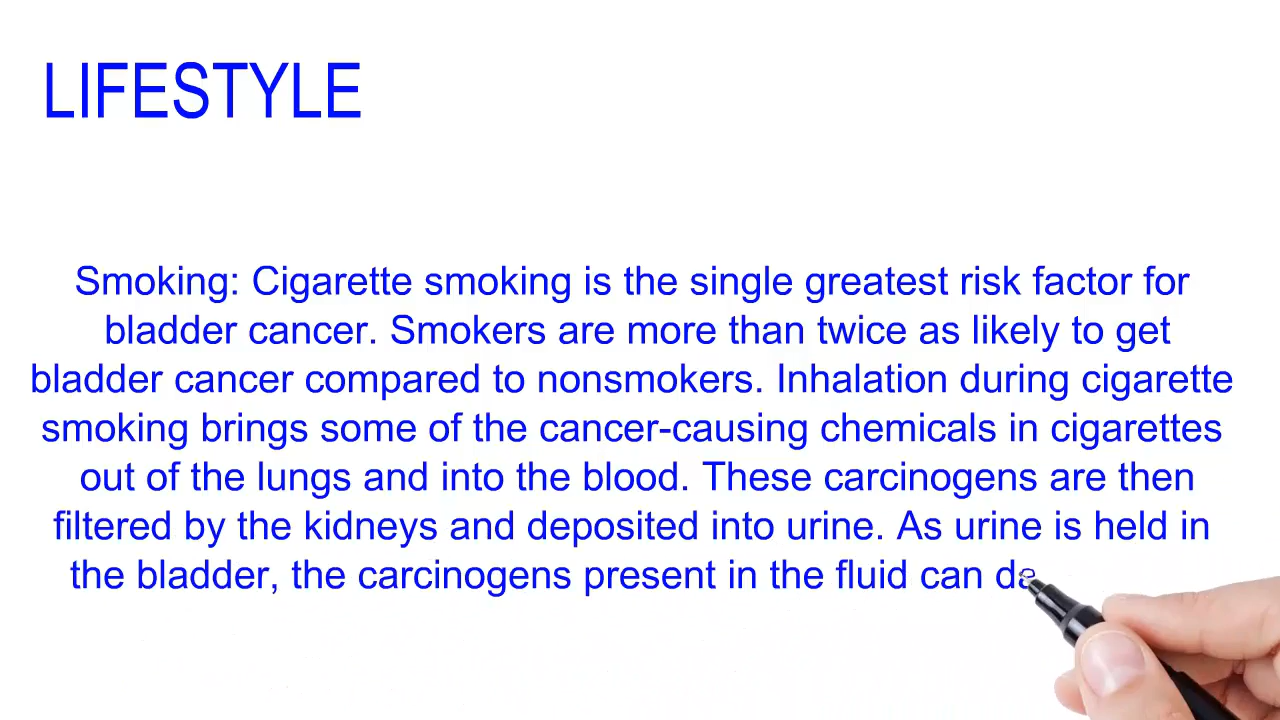 LIFESTYLE
Smoking: Cigarette smoking is the single greatest risk factor for
bladder cancer. Smokers are more than twice as likely to get
bladder cancer compared to nonsmokers. Inhalation during cigarette
smoking brings some of the cancer-causing chemicals in cigarettes
out of the lungs and into the blood. These carcinogens are then
filtered by the kidneys and deposited into urine. As urine is held in
the bladder, the carcinogens present in the fluid can